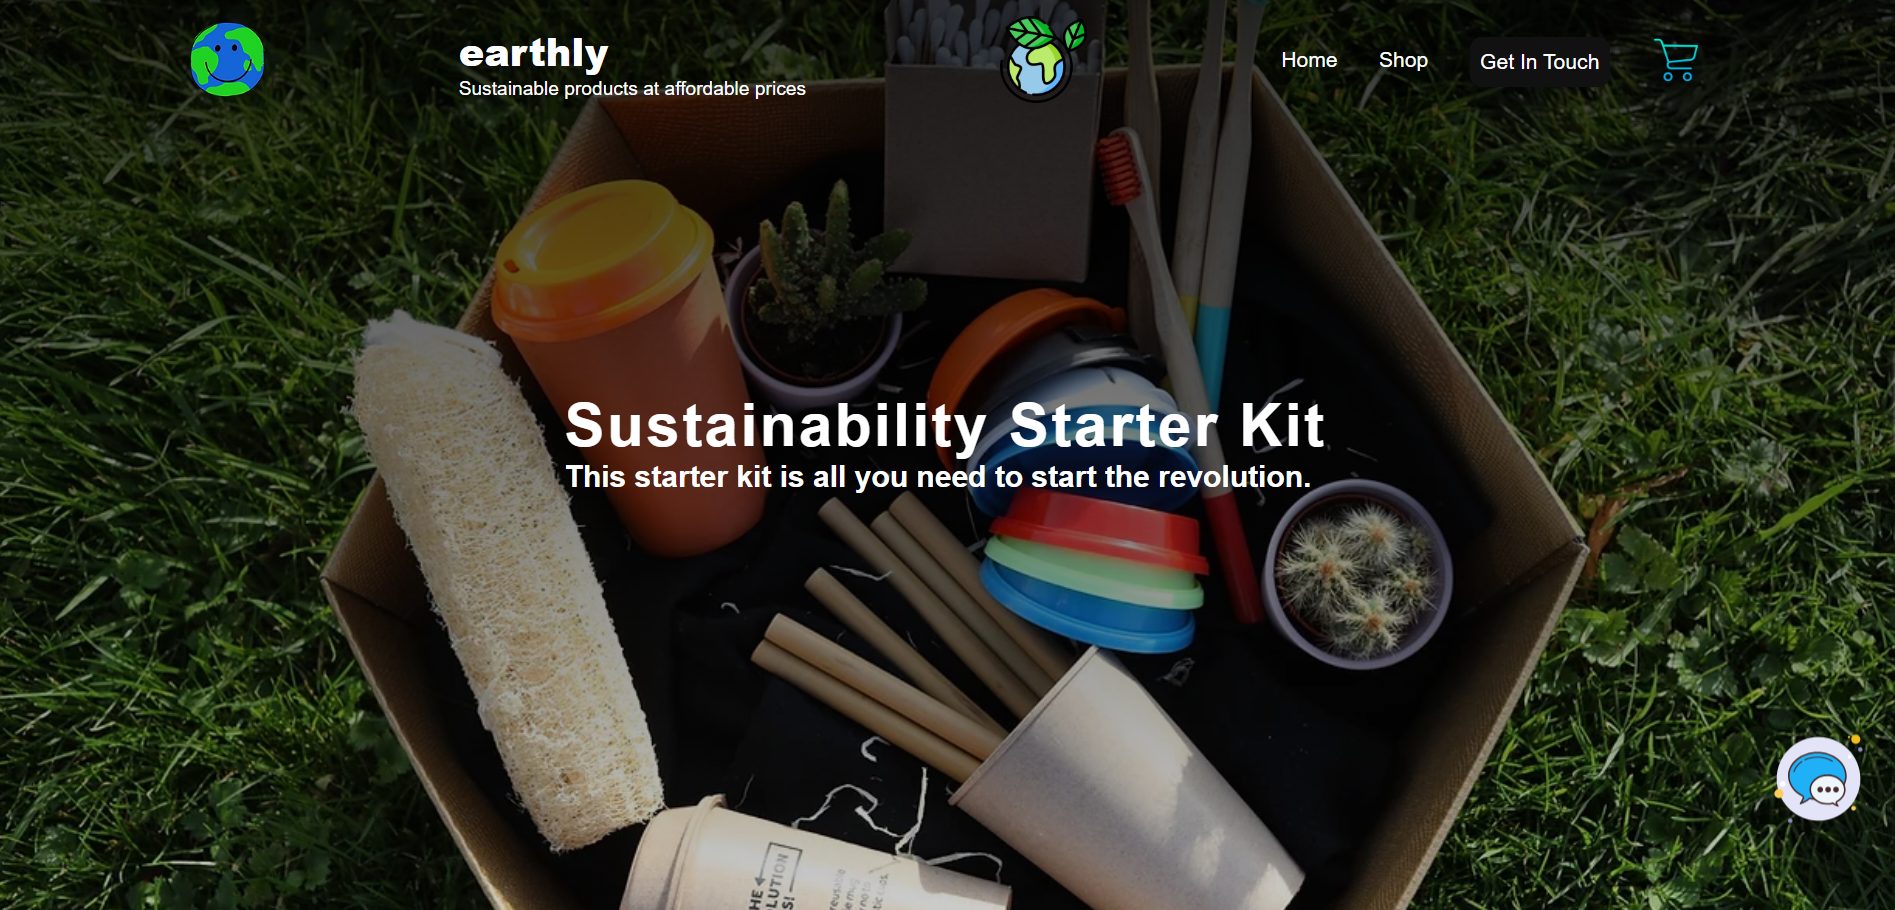 earthly
Sustainable products at affordable prices
Home
Shop
Get In Touch
Sustainability Starter Kit
This starter kit is all you need to start the revolution.